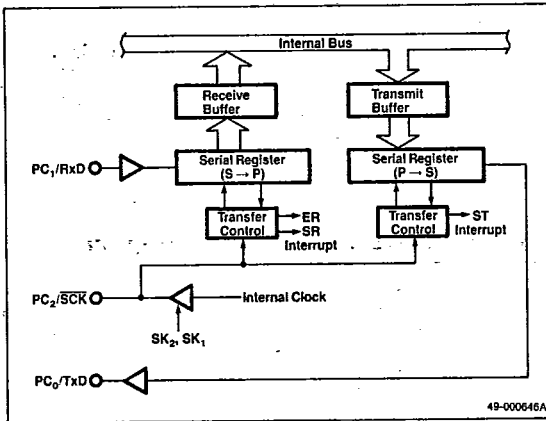 Internal Bus
Receive
Buffer
Transmit
Buffer
PC₁/RxD
Serial Register
(S → P)
Serial Register
(P → S)
Transfer
Control
ER
SR
Interrupt
Transfer
Control
ST
Interrupt
PC₂/S̅C̅K̅
Internal Clock
SK₂, SK₁
PC₀/TxD
49-000646A